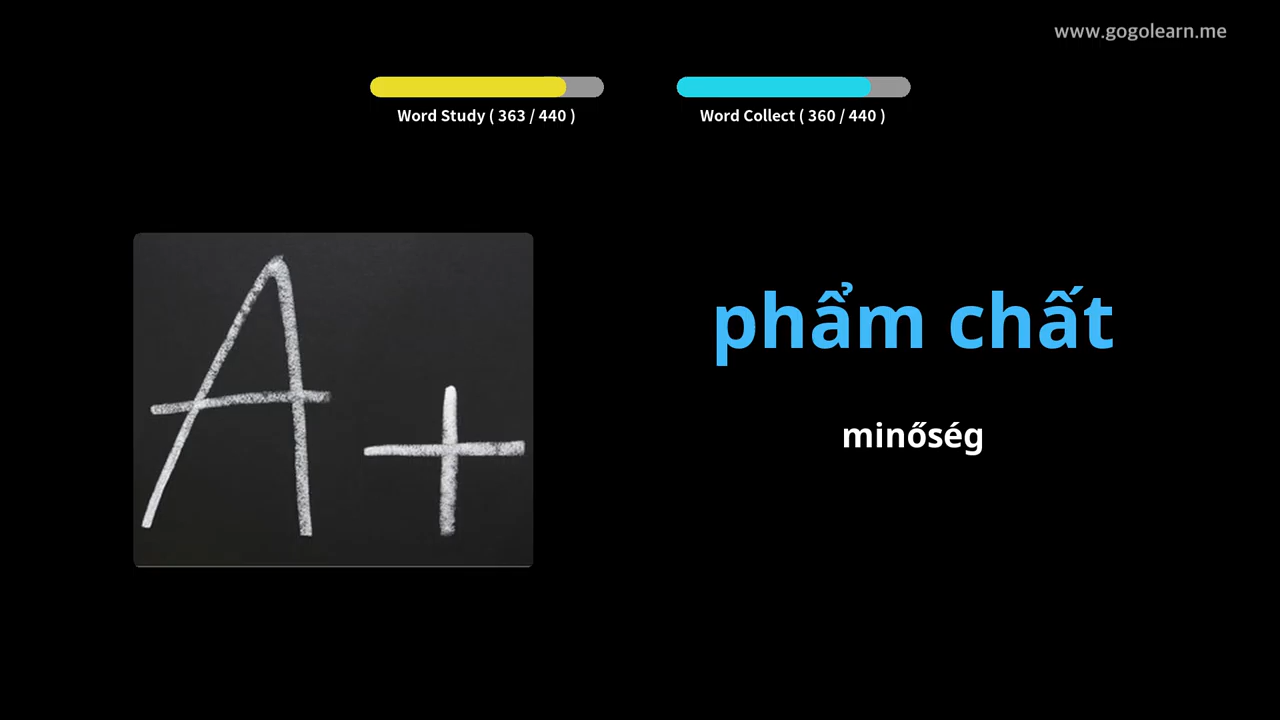 www.gogolearn.me
Word Study ( 363 / 440 )
Word Collect ( 360 / 440 )
A+
phẩm chất
minőség